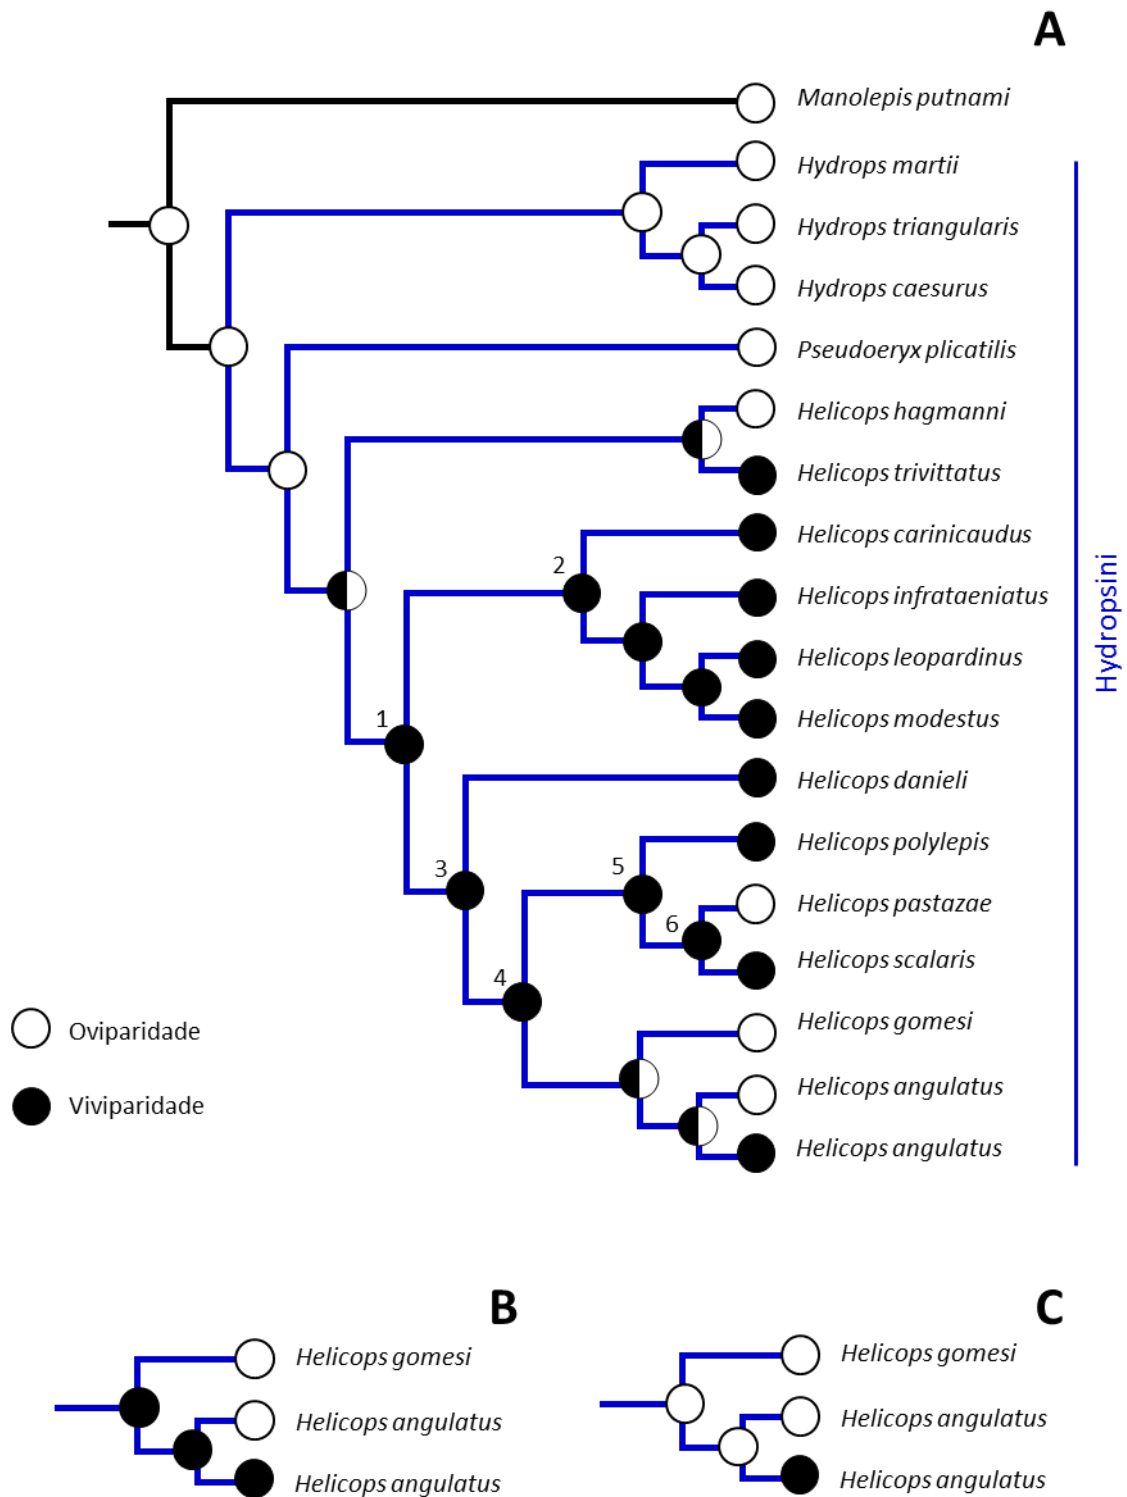 A
Manolepis putnami
Hydrops martii
Hydrops triangularis
Hydrops caesurus
Pseudoeryx plicatilis
Helicops hagmanni
Helicops trivittatus
Helicops carinicaudus
2
Helicops infrataeniatus
Helicops leopardinus
Helicops modestus
1
Helicops danieli
Helicops polylepis
3
5
Helicops pastazae
6
Helicops scalaris
4
Helicops gomesi
Helicops angulatus
Helicops angulatus
Hydropsini
Oviparidade
Viviparidade
B
Helicops gomesi
Helicops angulatus
Helicops angulatus
C
Helicops gomesi
Helicops angulatus
Helicops angulatus